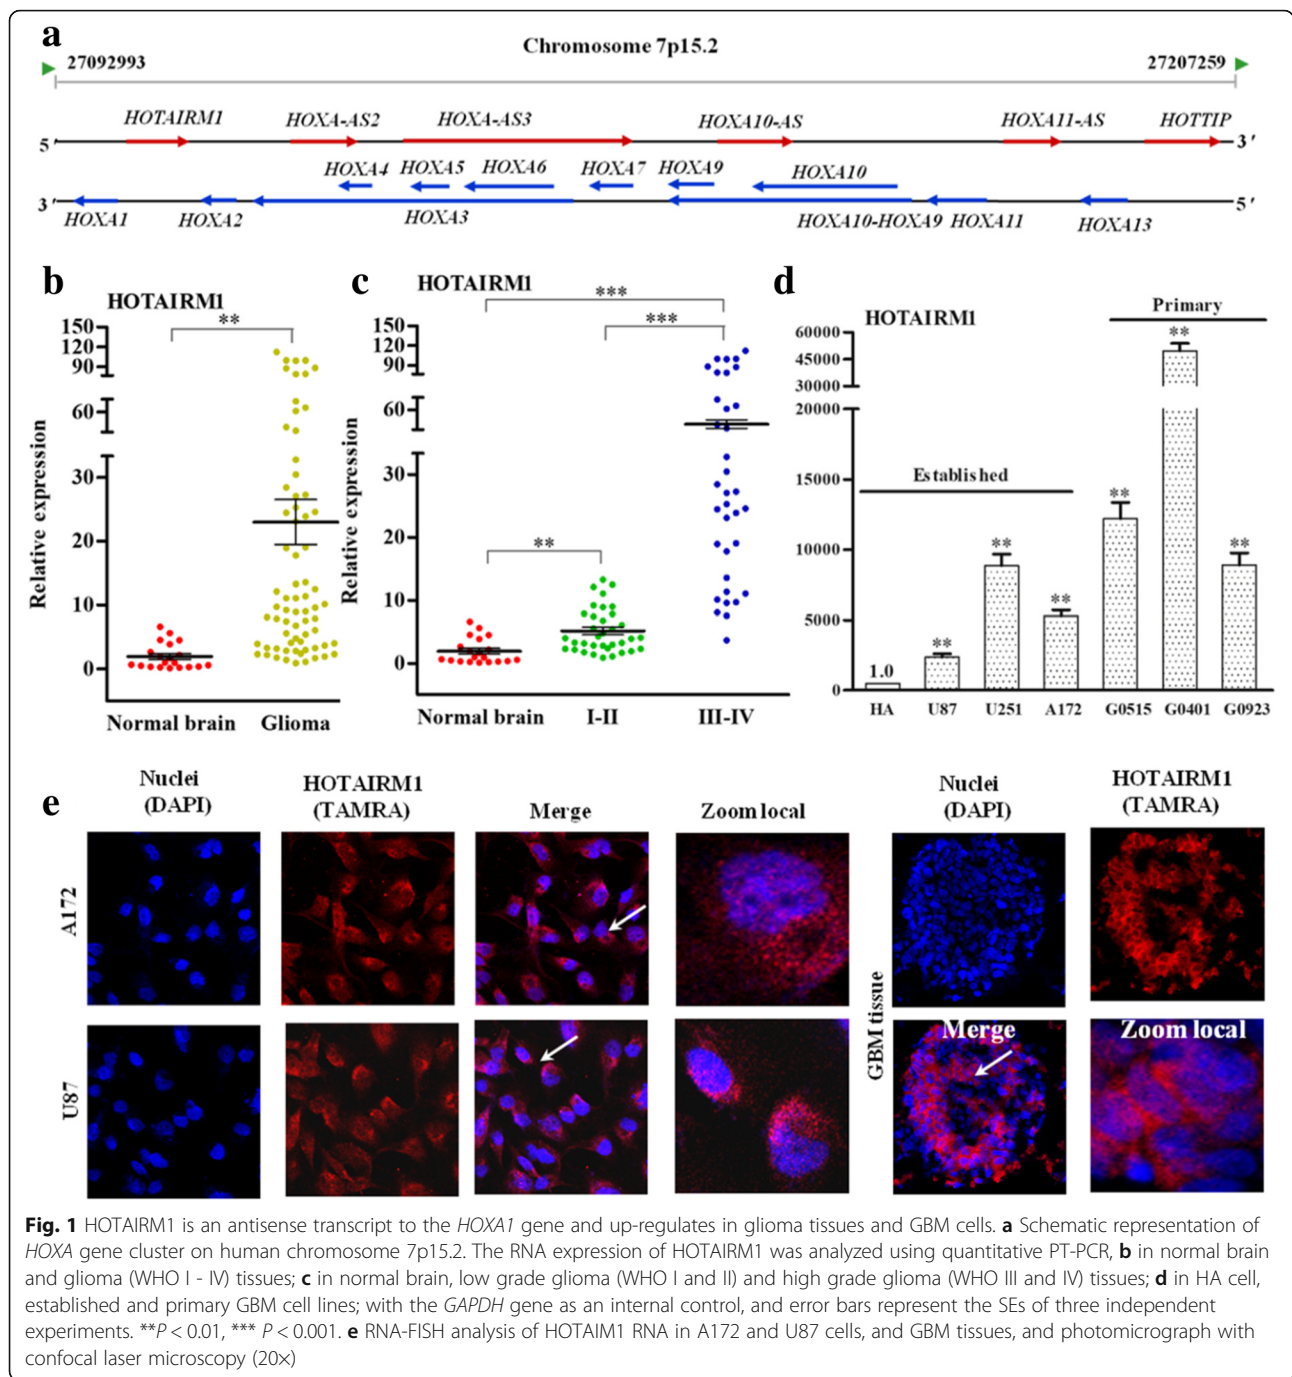 a
Chromosome 7p15.2
27092993 27207259
HOTAIRM1 HOXA-AS2 HOXA-AS3 HOXA10-AS HOXA11-AS HOTTIP
5′ 3′
HOXA4 HOXA5 HOXA6 HOXA7 HOXA9 HOXA10
3′ 5′
HOXA1 HOXA2 HOXA3 HOXA10-HOXA9 HOXA11 HOXA13
b
HOTAIRM1
**
150
120
90
60
30
20
10
0
Relative expression
Normal brain Glioma
c
HOTAIRM1
***
***
**
150
120
90
60
30
20
10
0
Relative expression
Normal brain I-II III-IV
d
HOTAIRM1
Primary
Established
60000
45000
30000
20000
15000
10000
5000
0
1.0 ** ** ** ** ** **
HA U87 U251 A172 G0515 G0401 G0923
e
Nuclei
(DAPI)
HOTAIRM1
(TAMRA)
Merge
Zoom local
Nuclei
(DAPI)
HOTAIRM1
(TAMRA)
A172
U87
GBM tissue
Merge
Zoom local
Fig. 1 HOTAIRM1 is an antisense transcript to the HOXA1 gene and up-regulates in glioma tissues and GBM cells. a Schematic representation of
HOXA gene cluster on human chromosome 7p15.2. The RNA expression of HOTAIRM1 was analyzed using quantitative PT-PCR, b in normal brain
and glioma (WHO I - IV) tissues; c in normal brain, low grade glioma (WHO I and II) and high grade glioma (WHO III and IV) tissues; d in HA cell,
established and primary GBM cell lines; with the GAPDH gene as an internal control, and error bars represent the SEs of three independent
experiments. **P < 0.01, *** P < 0.001. e RNA-FISH analysis of HOTAIM1 RNA in A172 and U87 cells, and GBM tissues, and photomicrograph with
confocal laser microscopy (20×)